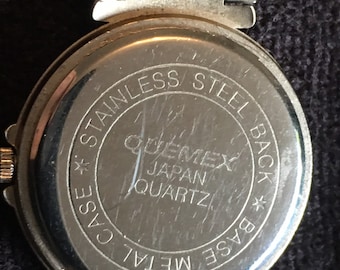 * STAINLESS STEEL BACK * BASE METAL CASE
QUEMEX
JAPAN
QUARTZ